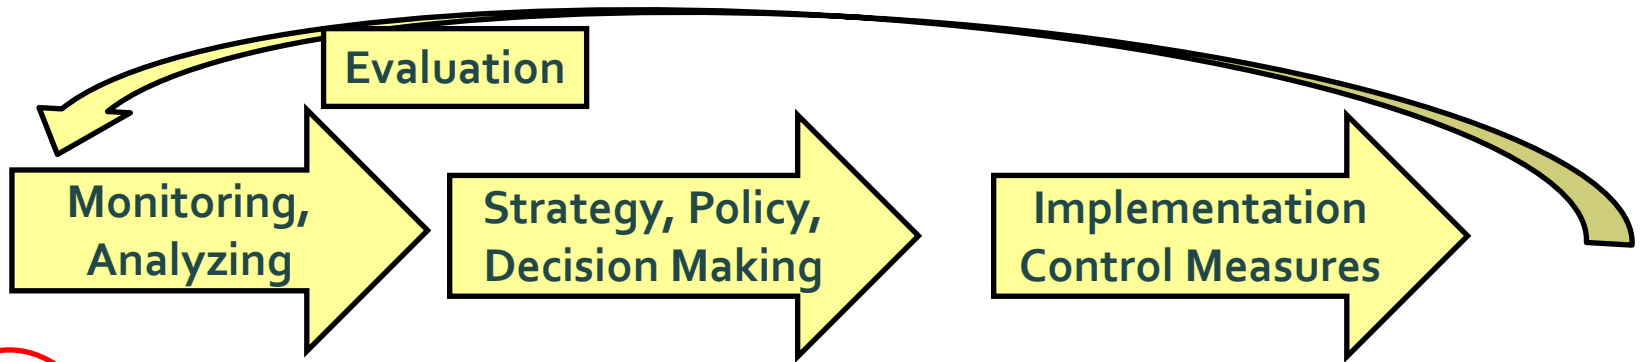 Evaluation
Monitoring,
Analyzing
Strategy, Policy,
Decision Making
Implementation
Control Measures